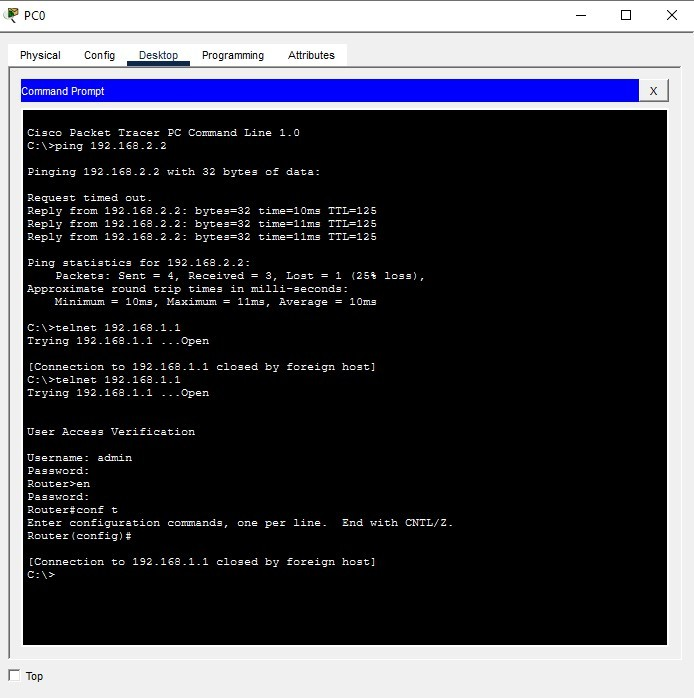 PC0
Physical Config Desktop Programming Attributes
Command Prompt
X
Cisco Packet Tracer PC Command Line 1.0
C:\>ping 192.168.2.2
Pinging 192.168.2.2 with 32 bytes of data:
Request timed out.
Reply from 192.168.2.2: bytes=32 time=10ms TTL=125
Reply from 192.168.2.2: bytes=32 time=11ms TTL=125
Reply from 192.168.2.2: bytes=32 time=11ms TTL=125
Ping statistics for 192.168.2.2:
    Packets: Sent = 4, Received = 3, Lost = 1 (25% loss),
Approximate round trip times in milli-seconds:
    Minimum = 10ms, Maximum = 11ms, Average = 10ms
C:\>telnet 192.168.1.1
Trying 192.168.1.1 ...Open
[Connection to 192.168.1.1 closed by foreign host]
C:\>telnet 192.168.1.1
Trying 192.168.1.1 ...Open
User Access Verification
Username: admin
Password:
Router>en
Password:
Router#conf t
Enter configuration commands, one per line.  End with CNTL/Z.
Router(config)#
[Connection to 192.168.1.1 closed by foreign host]
C:\>
Top